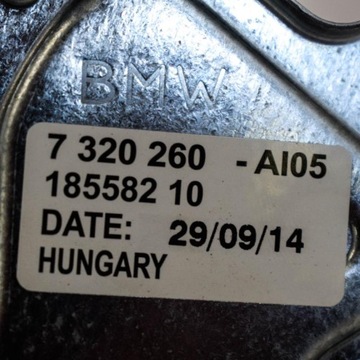 BMW
7 320 260 - AI05
185582 10
DATE: 29/09/14
HUNGARY